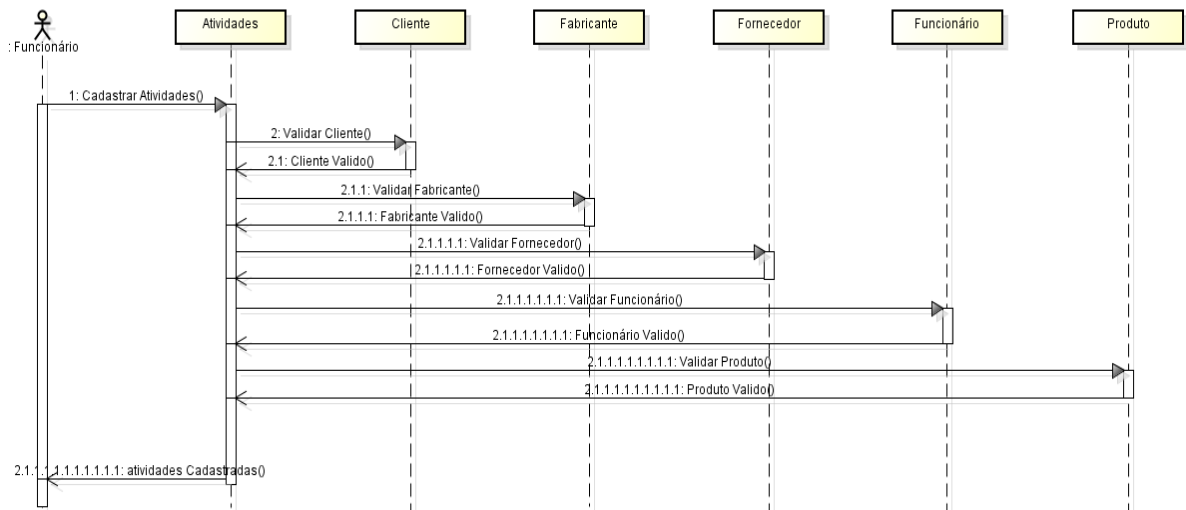 Atividades
Cliente
Fabricante
Fornecedor
Funcionário
Produto
: Funcionário
1: Cadastrar Atividades()
2: Validar Cliente()
2.1: Cliente Valido()
2.1.1: Validar Fabricante()
2.1.1.1: Fabricante Valido()
2.1.1.1.1: Validar Fornecedor()
2.1.1.1.1.1: Fornecedor Valido()
2.1.1.1.1.1.1: Validar Funcionário()
2.1.1.1.1.1.1.1: Funcionário Valido()
2.1.1.1.1.1.1.1.1: Validar Produto()
2.1.1.1.1.1.1.1.1.1: Produto Valido()
2.1.1.1.1.1.1.1.1.1.1: atividades Cadastradas()